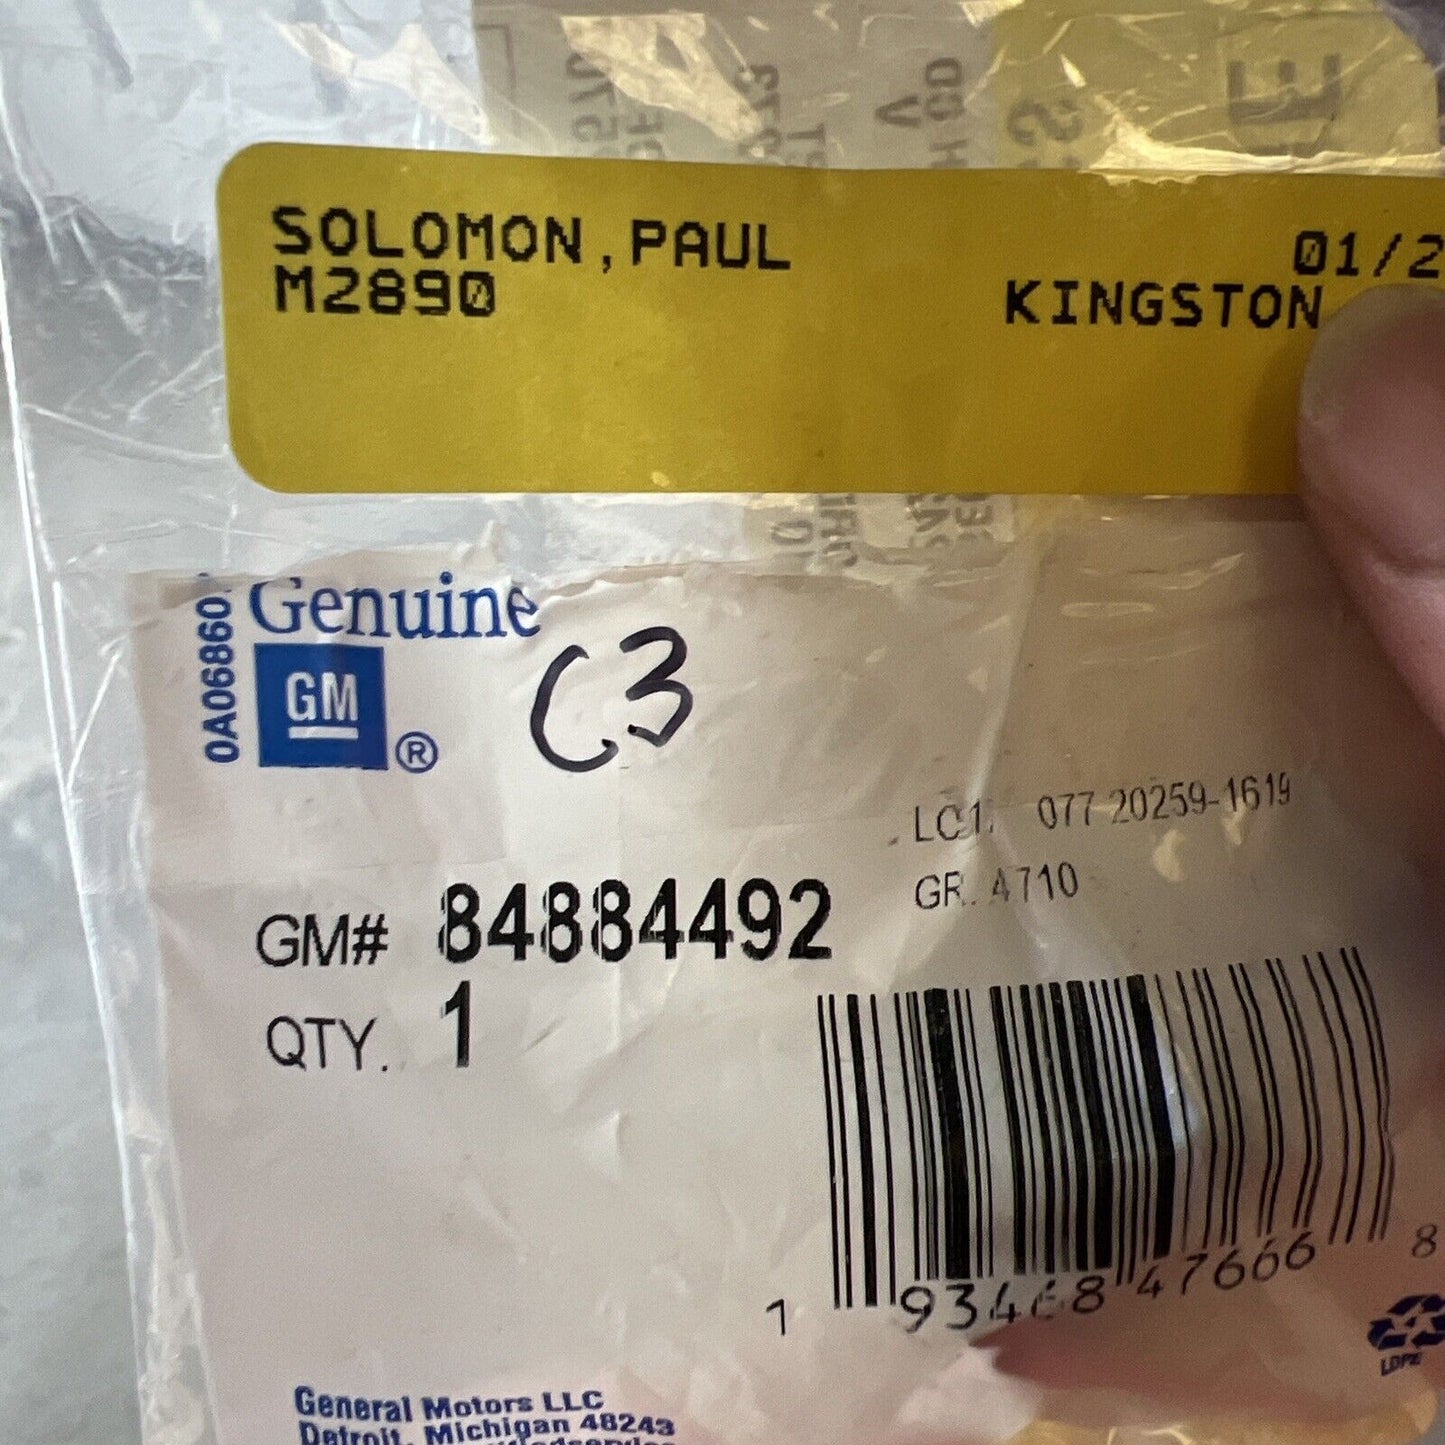 SOLOMON,PAUL 01/2
M2890 KINGSTON
0A06860
Genuine
GM ®
C3
077 20259-1619
GR. 4710
GM# 84884492
QTY. 1
1 93468 47666 8
LDPE
General Motors LLC
Detroit, Michigan 48243